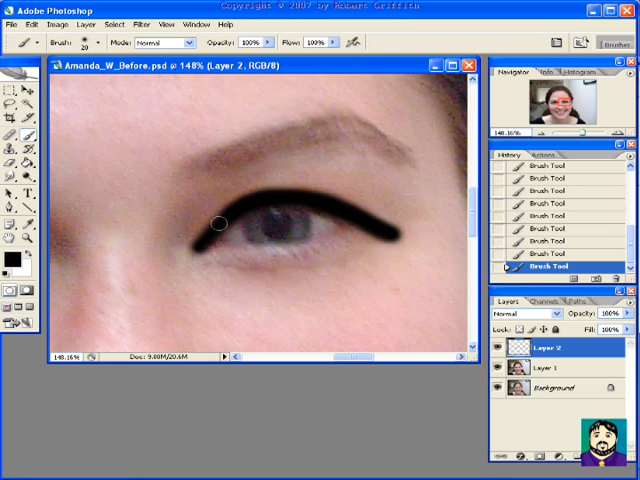 Copyright © 2007 by Robert Griffith
Adobe Photoshop
File Edit Image Layer Select Filter View Window Help
Brush: 20 Mode: Normal Opacity: 100% Flow: 100% Brushes
Amanda_W_Before.psd @ 148% (Layer 2, RGB/8)
Navigator Info Histogram
148.16%
History Actions
Brush Tool
Brush Tool
Brush Tool
Brush Tool
Brush Tool
Brush Tool
Brush Tool
Brush Tool
Brush Tool
Layers Channels Paths
Normal Opacity: 100%
Lock: Fill: 100%
Layer 2
Layer 1
Background
148.16% Doc: 9.00M/20.6M